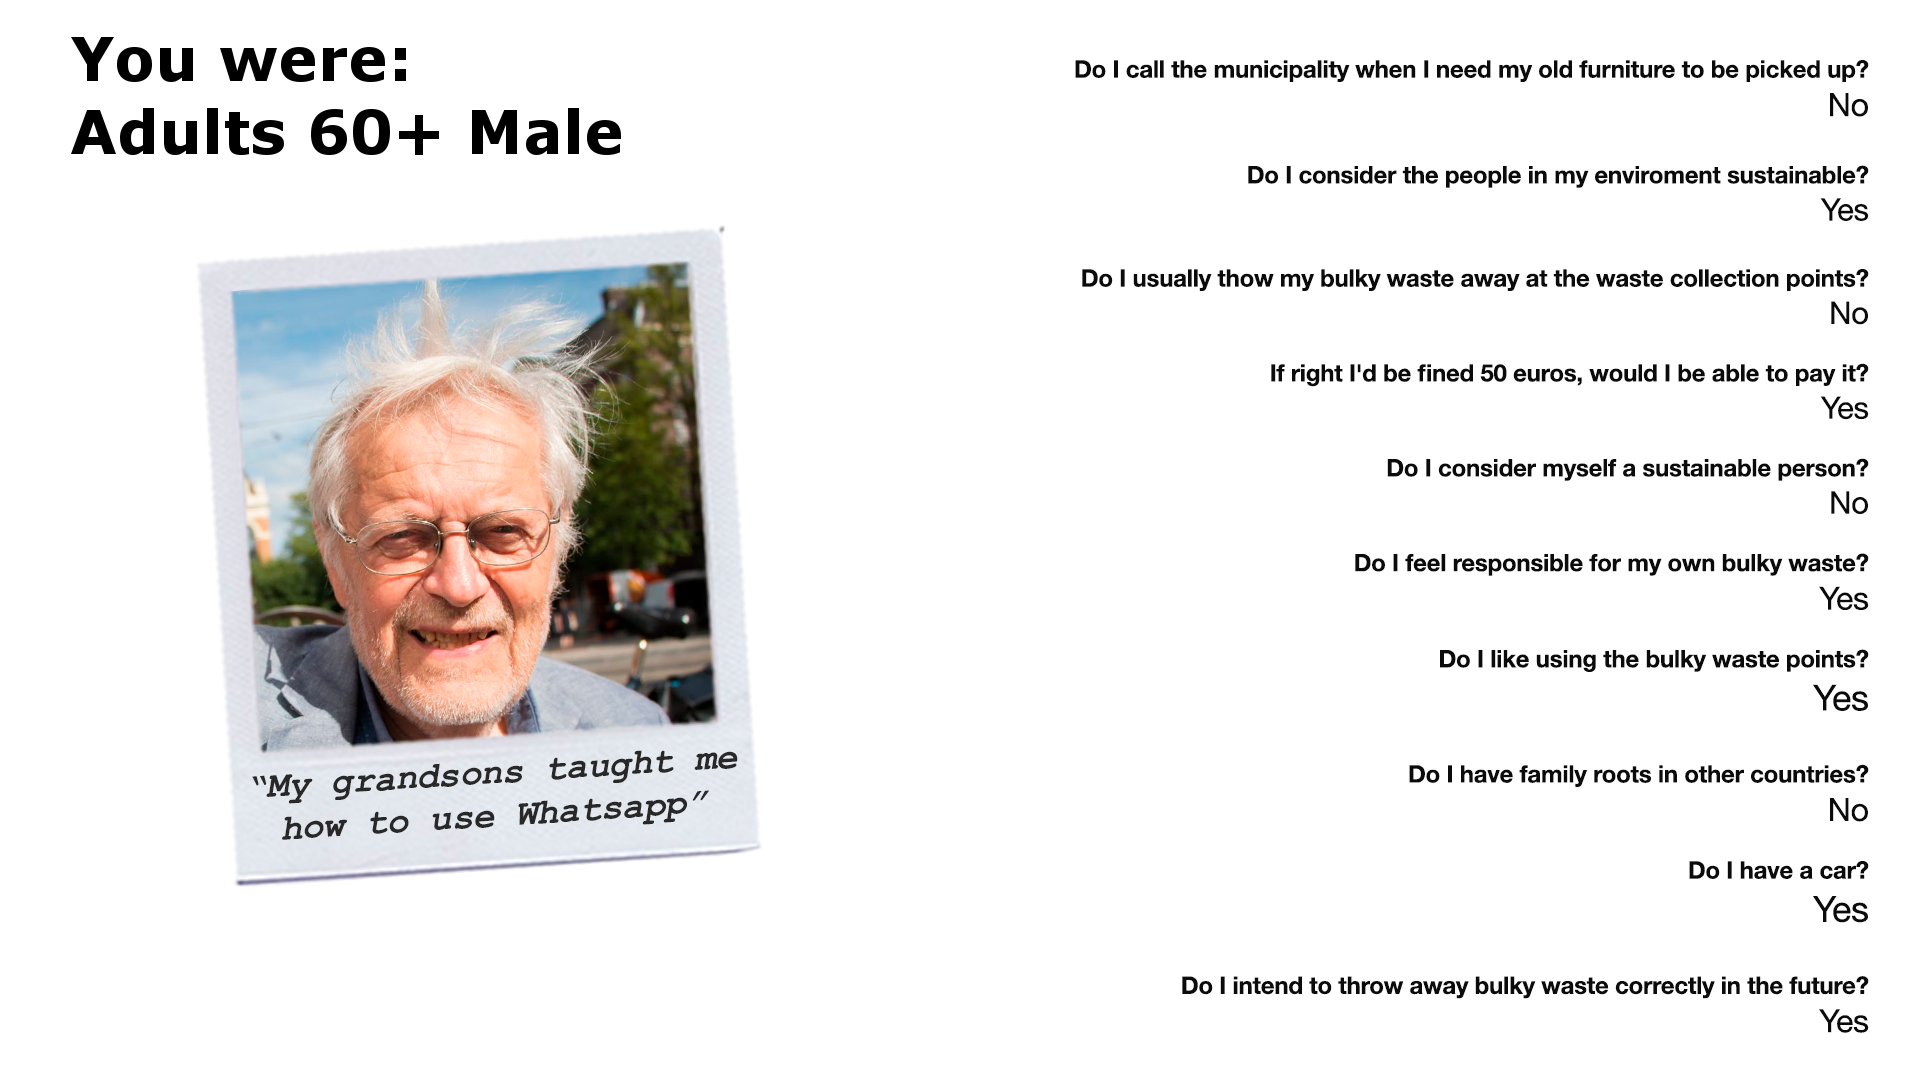 You were:
Adults 60+ Male
“My grandsons taught me
how to use Whatsapp”
Do I call the municipality when I need my old furniture to be picked up?
No
Do I consider the people in my enviroment sustainable?
Yes
Do I usually thow my bulky waste away at the waste collection points?
No
If right I'd be fined 50 euros, would I be able to pay it?
Yes
Do I consider myself a sustainable person?
No
Do I feel responsible for my own bulky waste?
Yes
Do I like using the bulky waste points?
Yes
Do I have family roots in other countries?
No
Do I have a car?
Yes
Do I intend to throw away bulky waste correctly in the future?
Yes